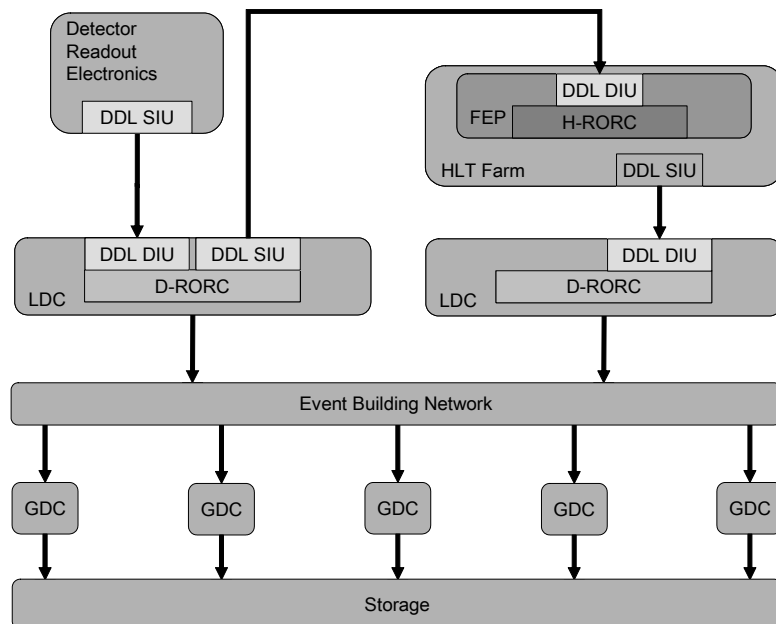 Detector
Readout
Electronics
DDL SIU
DDL DIU
FEP
H-RORC
HLT Farm
DDL SIU
DDL DIU
DDL SIU
D-RORC
LDC
DDL DIU
D-RORC
LDC
Event Building Network
GDC
GDC
GDC
GDC
GDC
Storage